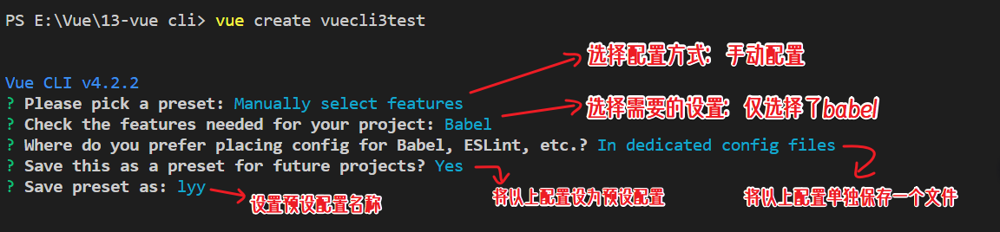 PS E:\Vue\13-vue cli> vue create vuecli3test
选择配置方式：手动配置
Vue CLI v4.2.2
? Please pick a preset: Manually select features
选择需要的设置：仅选择了babel
? Check the features needed for your project: Babel
? Where do you prefer placing config for Babel, ESLint, etc.? In dedicated config files
? Save this as a preset for future projects? Yes
? Save preset as: lyy
设置预设配置名称
将以上配置设为预设配置
将以上配置单独保存一个文件